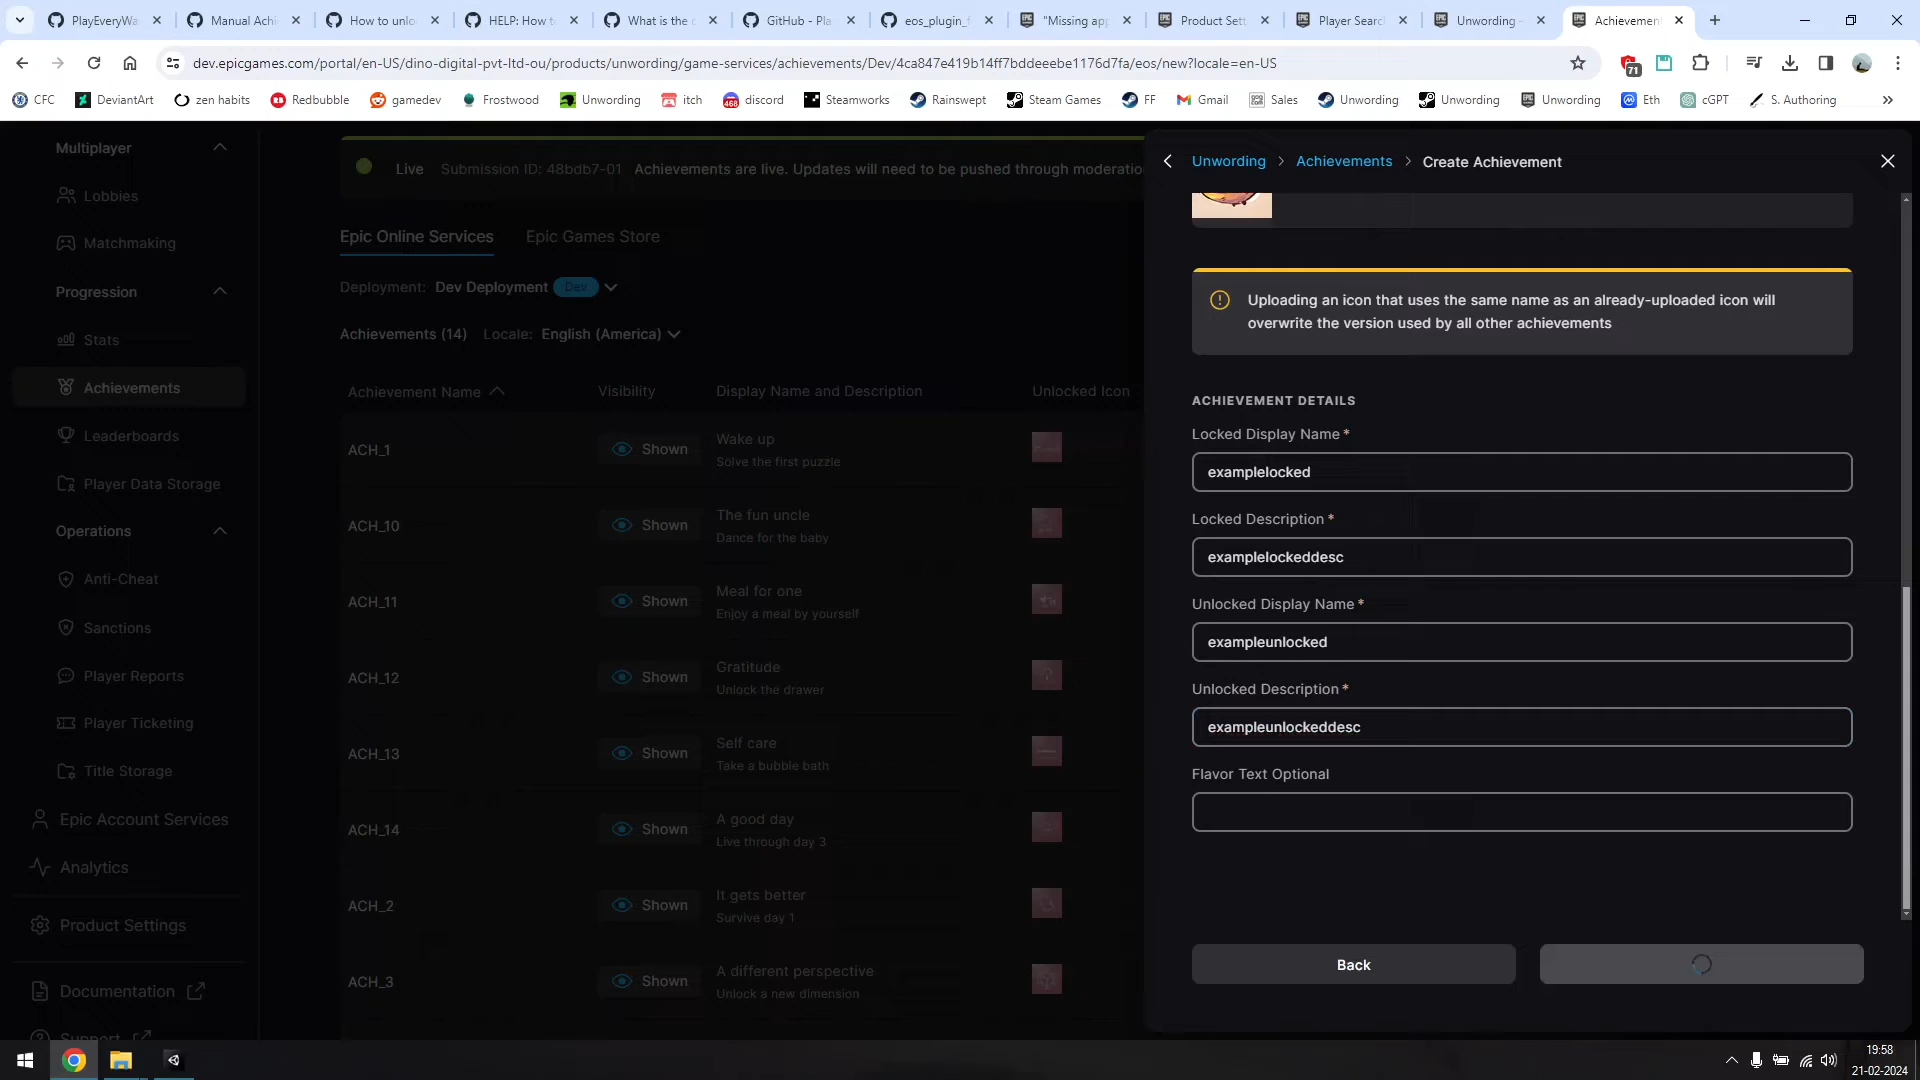 PlayEveryWa
Manual Achi
How to unlo
HELP: How t
What is the c
GitHub - Pla
eos_plugin_f
"Missing app
Product Sett
Player Searc
Unwording -
Achievement
dev.epicgames.com/portal/en-US/dino-digital-pvt-ltd-ou/products/unwording/game-services/achievements/Dev/4ca847e419b14ff7bddeeebe1176d7fa/eos/new?locale=en-US
71
CFC
DeviantArt
zen habits
Redbubble
gamedev
Frostwood
Unwording
itch
468
discord
Steamworks
Rainswept
Steam Games
FF
Gmail
Sales
Unwording
Unwording
Unwording
Eth
cGPT
S. Authoring
Multiplayer
Lobbies
Matchmaking
Progression
Stats
Achievements
Leaderboards
Player Data Storage
Operations
Anti-Cheat
Sanctions
Player Reports
Player Ticketing
Title Storage
Epic Account Services
Analytics
Product Settings
Documentation
Support
Live Submission ID: 48bdb7-01 Achievements are live. Updates will need to be pushed through moderatio
Epic Online Services
Epic Games Store
Deployment: Dev Deployment Dev
Achievements (14) Locale: English (America)
Achievement Name
Visibility
Display Name and Description
Unlocked Icon
ACH_1
Shown
Wake up
Solve the first puzzle
ACH_10
Shown
The fun uncle
Dance for the baby
ACH_11
Shown
Meal for one
Enjoy a meal by yourself
ACH_12
Shown
Gratitude
Unlock the drawer
ACH_13
Shown
Self care
Take a bubble bath
ACH_14
Shown
A good day
Live through day 3
ACH_2
Shown
It gets better
Survive day 1
ACH_3
Shown
A different perspective
Unlock a new dimension
Unwording
Achievements
Create Achievement
Uploading an icon that uses the same name as an already-uploaded icon will
overwrite the version used by all other achievements
ACHIEVEMENT DETAILS
Locked Display Name *
examplelocked
Locked Description *
examplelockeddesc
Unlocked Display Name *
exampleunlocked
Unlocked Description *
exampleunlockeddesc
Flavor Text Optional
Back
19:58
21-02-2024